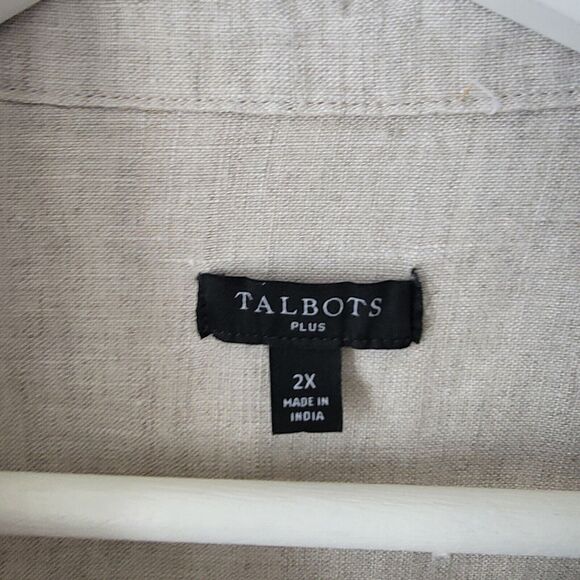 TALBOTS
PLUS
2X
MADE IN
INDIA